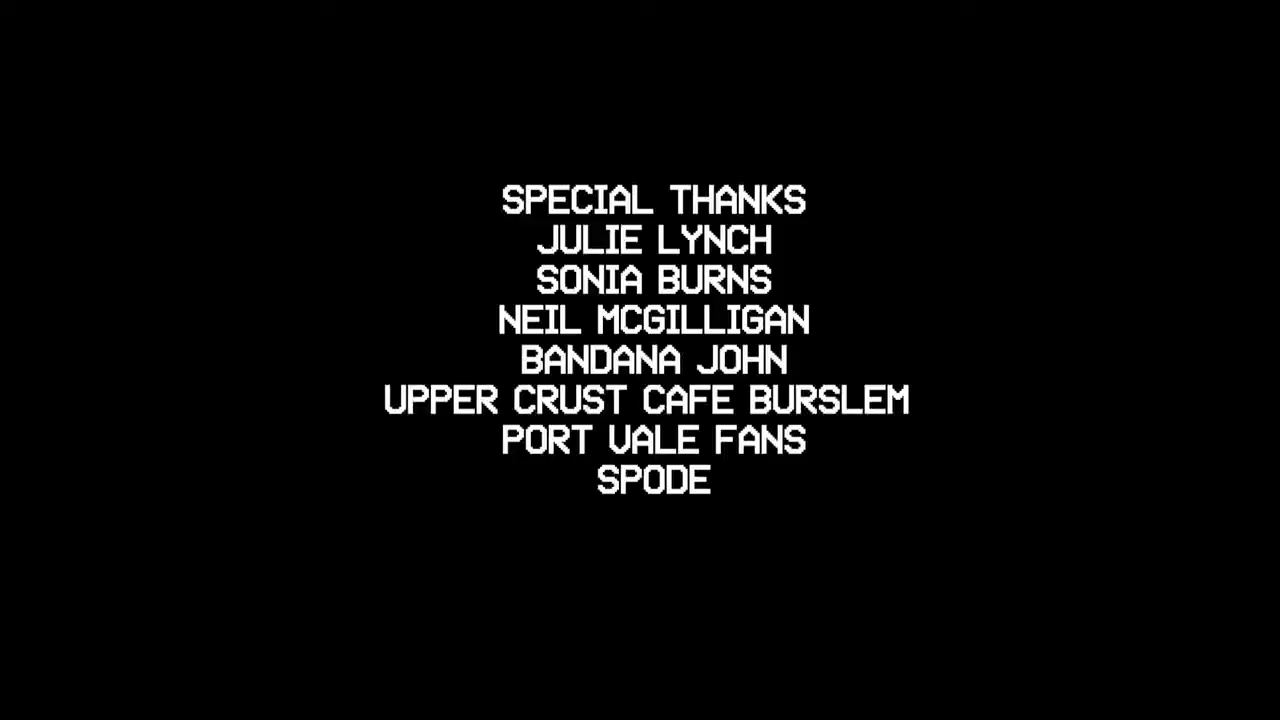 SPECIAL THANKS
JULIE LYNCH
SONIA BURNS
NEIL MCGILLIGAN
BANDANA JOHN
UPPER CRUST CAFE BURSLEM
PORT VALE FANS
SPODE